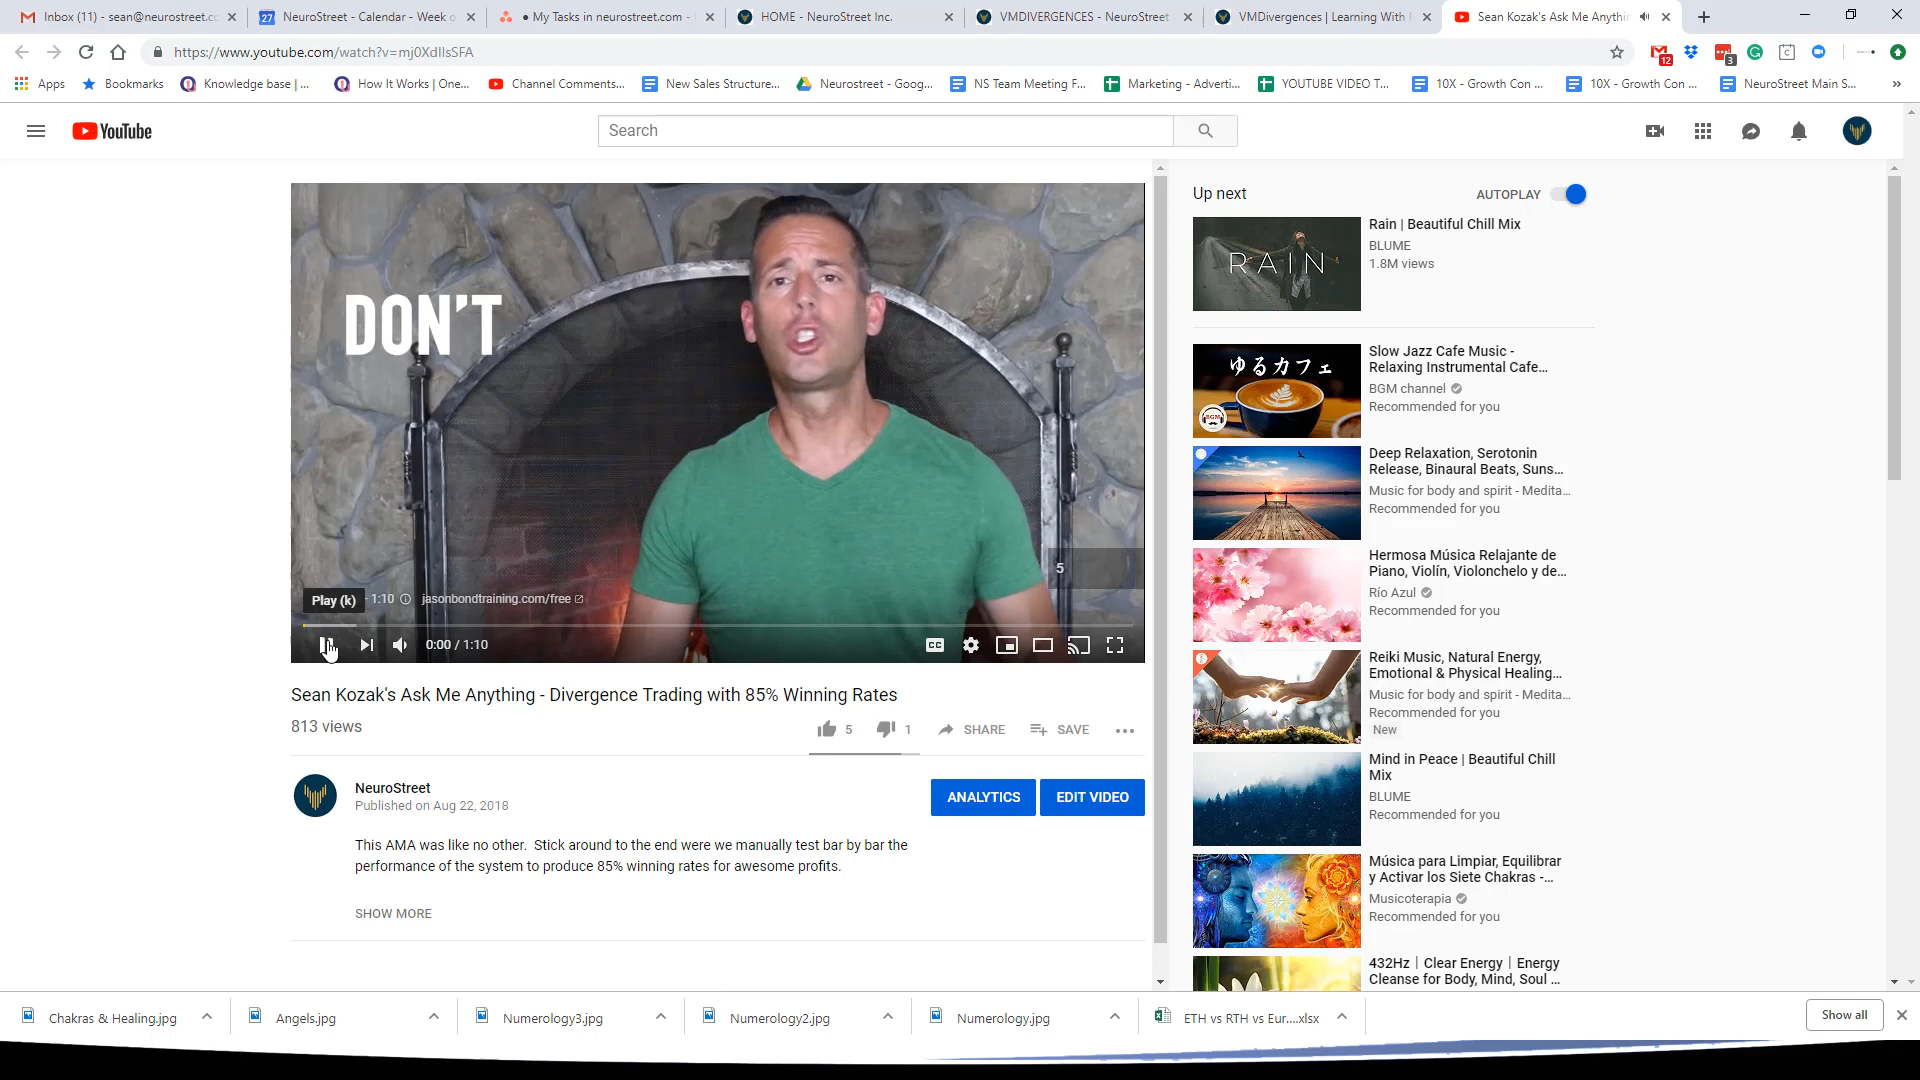 Inbox (11) - sean@neurostreet.cc
NeuroStreet - Calendar - Week o
• My Tasks in neurostreet.com -
HOME - NeuroStreet Inc.
VMDIVERGENCES - NeuroStreet
VMDivergences | Learning With
Sean Kozak's Ask Me Anythin
https://www.youtube.com/watch?v=mj0XdIlsSFA
12
3
Apps
Bookmarks
Knowledge base | ...
How It Works | One...
Channel Comments...
New Sales Structure...
Neurostreet - Goog...
NS Team Meeting F...
Marketing - Adverti...
YOUTUBE VIDEO T...
10X - Growth Con ...
10X - Growth Con ...
NeuroStreet Main S...
»
YouTube
Search
DON'T
5
Play (k)
1:10
jasonbondtraining.com/free
0:00 / 1:10
CC
Sean Kozak's Ask Me Anything - Divergence Trading with 85% Winning Rates
813 views
5
1
SHARE
SAVE
NeuroStreet
Published on Aug 22, 2018
ANALYTICS
EDIT VIDEO
This AMA was like no other. Stick around to the end were we manually test bar by bar the
performance of the system to produce 85% winning rates for awesome profits.
SHOW MORE
Up next
AUTOPLAY
RAIN
Rain | Beautiful Chill Mix
BLUME
1.8M views
ゆるカフェ
BGM
Slow Jazz Cafe Music -
Relaxing Instrumental Cafe...
BGM channel
Recommended for you
Deep Relaxation, Serotonin
Release, Binaural Beats, Suns...
Music for body and spirit - Medita...
Recommended for you
Hermosa Música Relajante de
Piano, Violín, Violonchelo y de...
Río Azul
Recommended for you
Reiki Music, Natural Energy,
Emotional & Physical Healing...
Music for body and spirit - Medita...
Recommended for you
New
Mind in Peace | Beautiful Chill
Mix
BLUME
Recommended for you
Música para Limpiar, Equilibrar
y Activar los Siete Chakras -...
Musicoterapia
Recommended for you
432Hz | Clear Energy | Energy
Cleanse for Body, Mind, Soul ...
Chakras & Healing.jpg
Angels.jpg
Numerology3.jpg
Numerology2.jpg
Numerology.jpg
ETH vs RTH vs Eur....xlsx
Show all